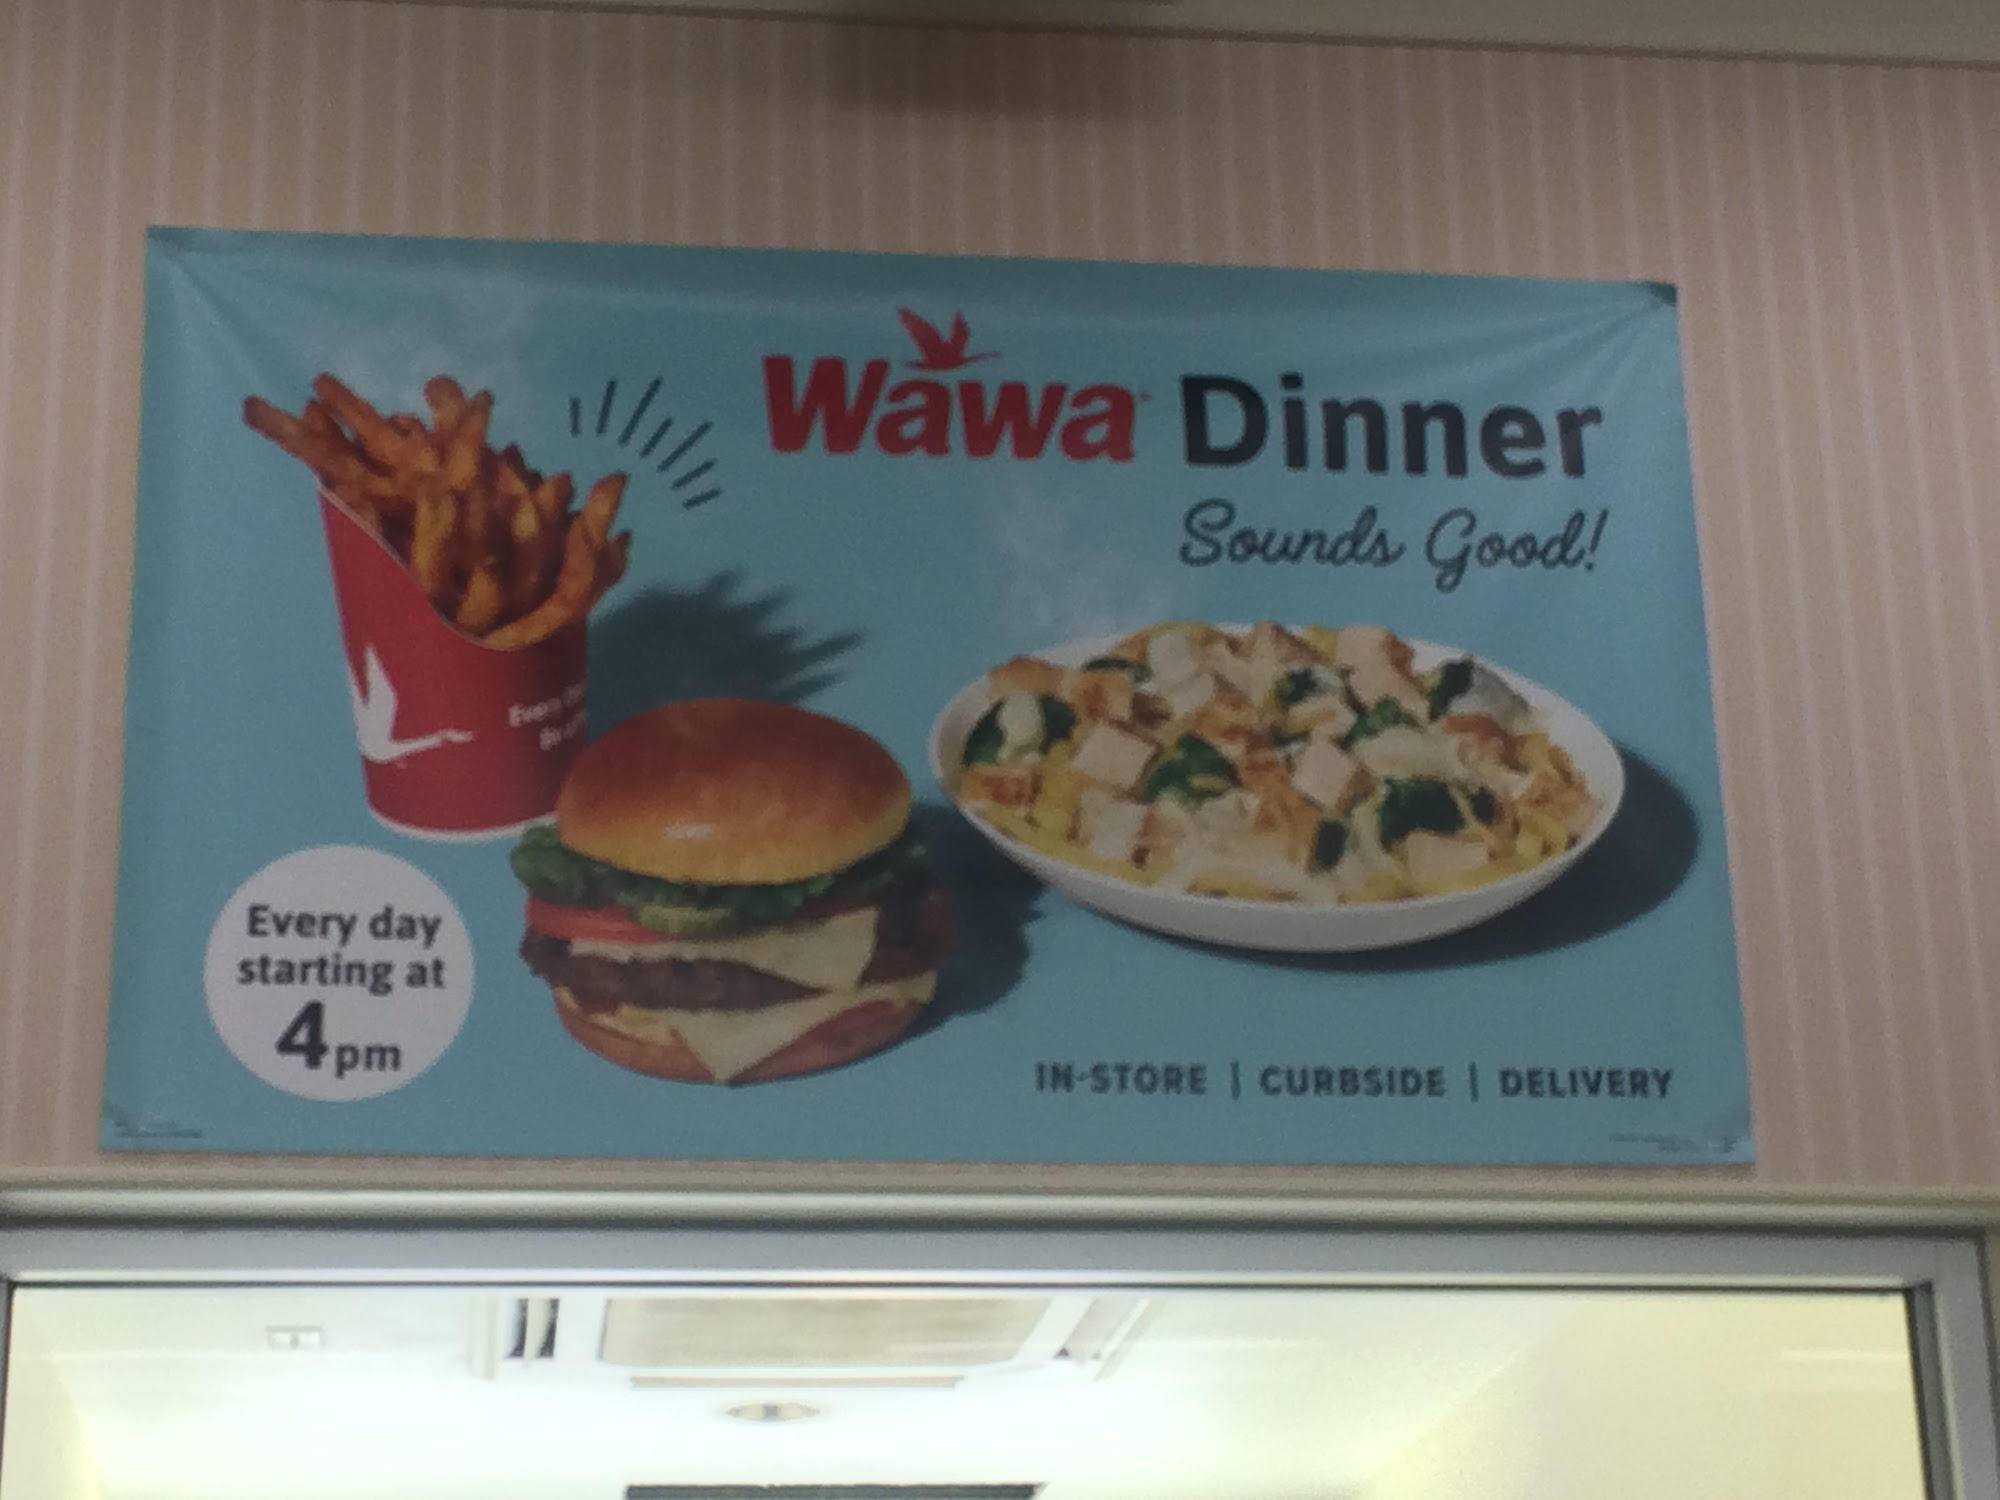 Wawa Dinner
Sounds Good!
Every day
starting at
4pm
IN-STORE | CURBSIDE | DELIVERY